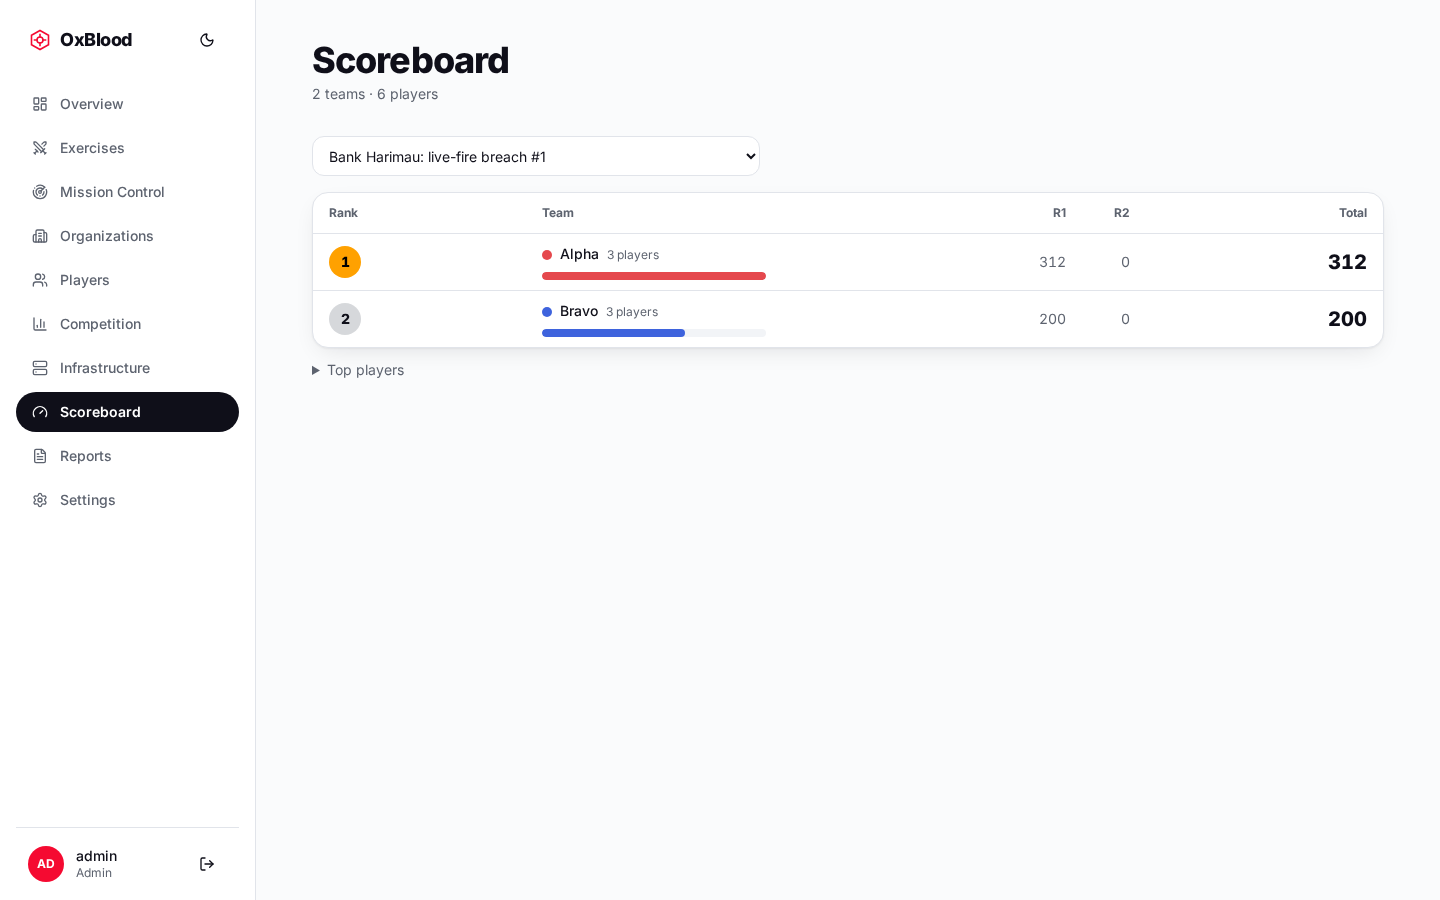 OxBlood
Overview
Exercises
Mission Control
Organizations
Players
Competition
Infrastructure
Scoreboard
Reports
Settings
AD
admin
Admin
Scoreboard
2 teams · 6 players
Bank Harimau: live-fire breach #1
Rank Team R1 R2 Total
1 Alpha 3 players 312 0 312
2 Bravo 3 players 200 0 200
Top players